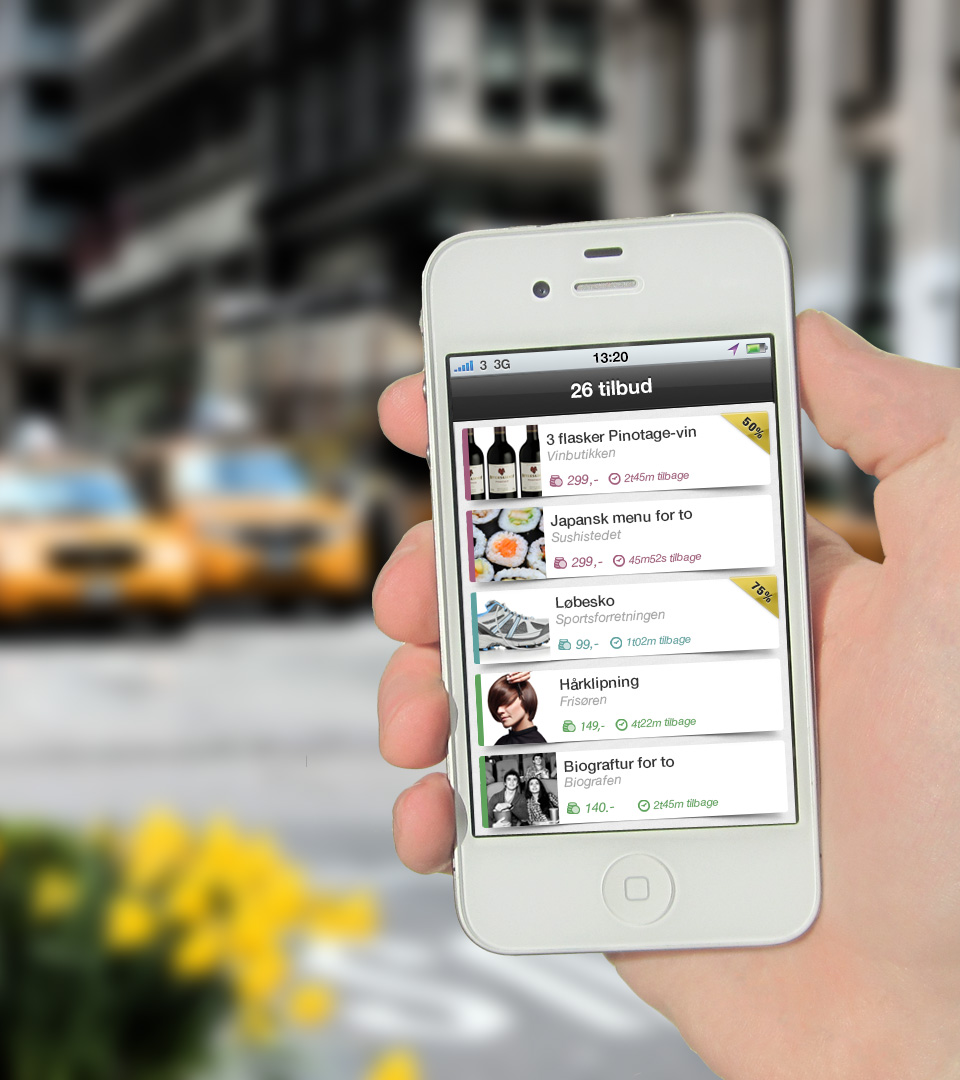 3 3G 13:20
26 tilbud
3 flasker Pinotage-vin
50%
Vinbutikken
299,- 2t45m tilbage
Japansk menu for to
Sushistedet
299,- 45m52s tilbage
Løbesko
75%
Sportsforretningen
99,- 1t02m tilbage
Hårklipning
Frisøren
149,- 4t22m tilbage
Biograftur for to
Biografen
140.- 2t45m tilbage